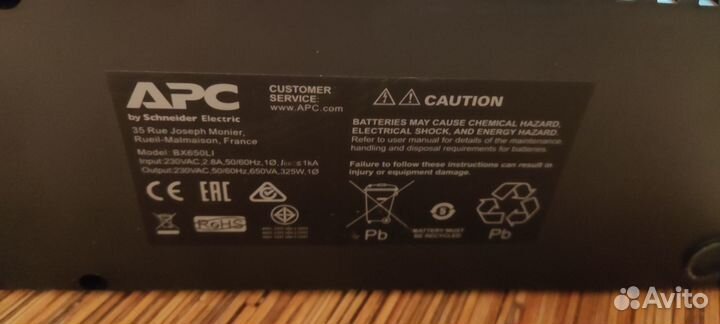 APC
by Schneider Electric
35 Rue Joseph Monier,
Rueil-Malmaison, France
Model: BX650LI
Input:230VAC, 2.8A,50/60Hz,1Ø, ≤1kA
Output:230VAC,50/60Hz,650VA,325W,1Ø
CE EAC
RoHS
CUSTOMER
SERVICE:
www.APC.com
CAUTION
BATTERIES MAY CAUSE CHEMICAL HAZARD,
ELECTRICAL SHOCK, AND ENERGY HAZARD.
Refer to user manual for details of the maintenance,
handling and disposal requirements for batteries.
Failure to follow these instructions can result in
injury or equipment damage.
Pb
BATTERY MUST
BE RECYCLED
Pb
Avito